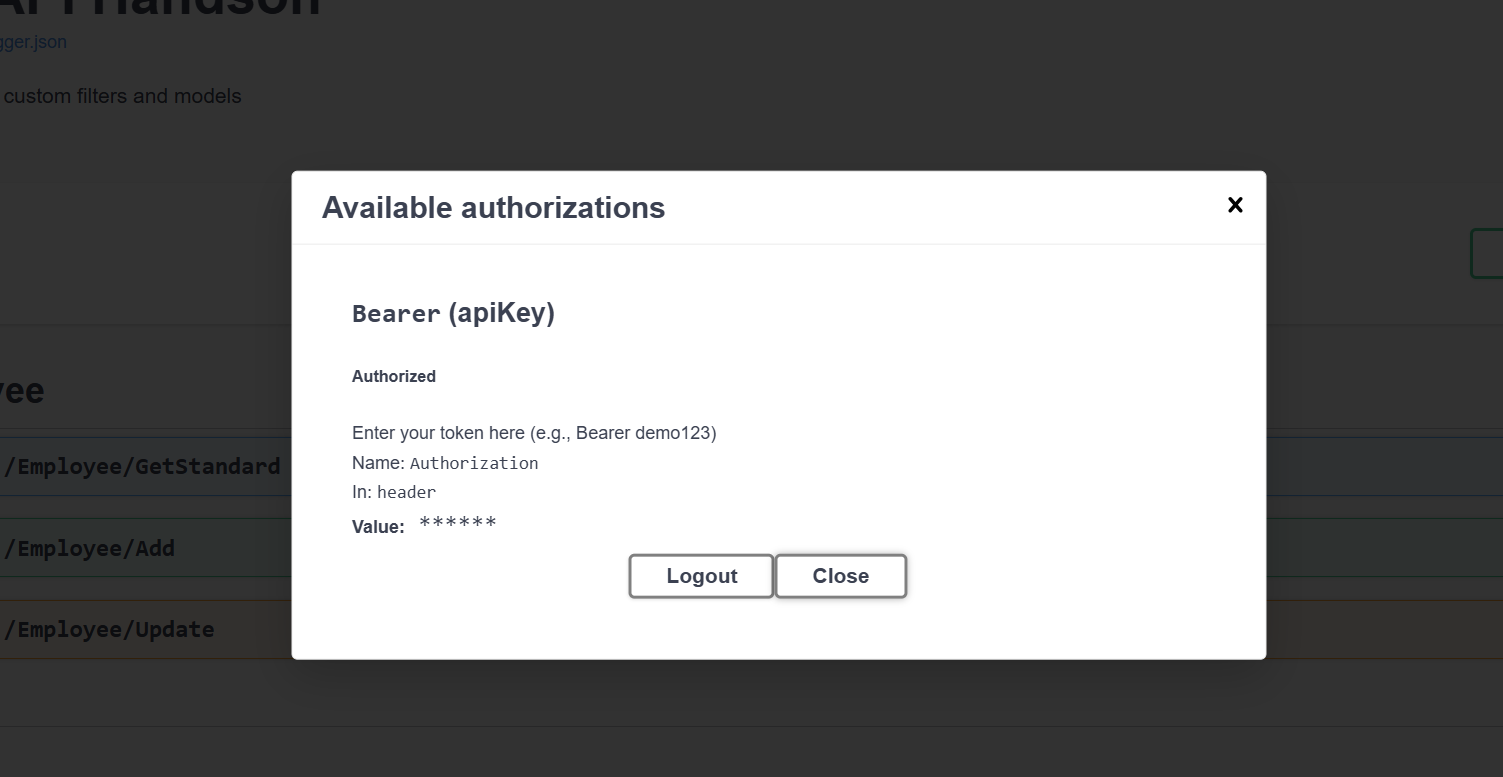 Handson
gger.json
custom filters and models
Available authorizations
Bearer (apiKey)
Authorized
Enter your token here (e.g., Bearer demo123)
Name: Authorization
In: header
Value: ******
Logout Close
yee
/Employee/GetStandard
/Employee/Add
/Employee/Update